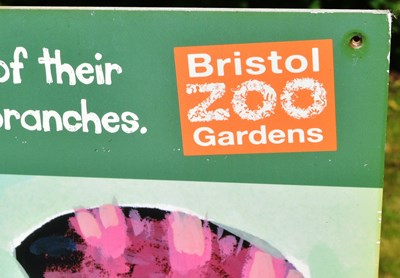 of their
branches.
Bristol
ZOO
Gardens